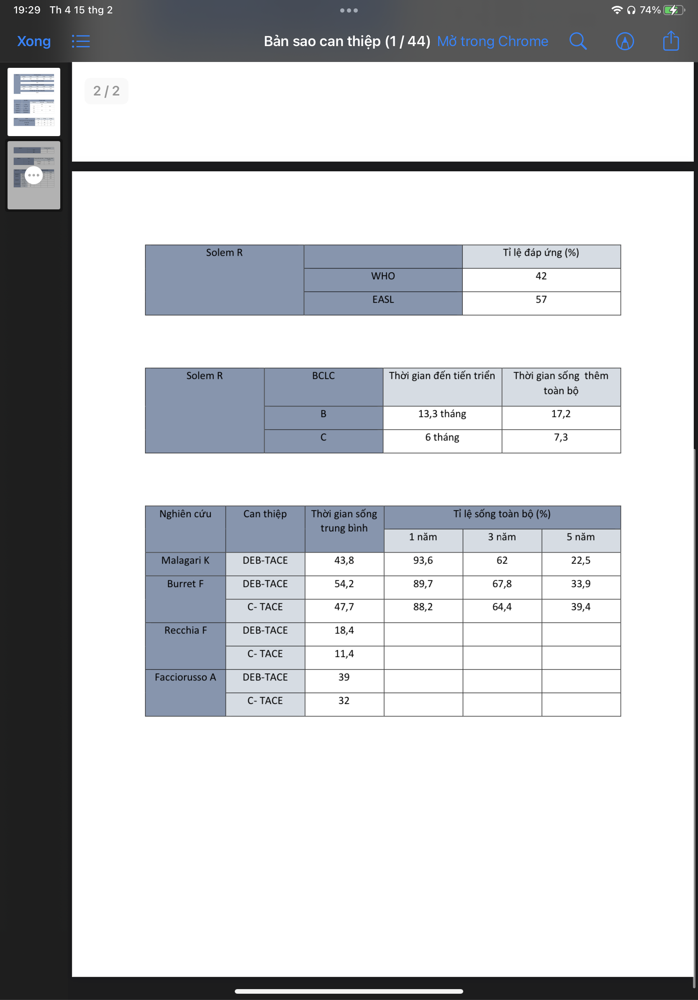 19:29 Th 4 15 thg 2
74%
Xong
Bản sao can thiệp (1 / 44)
Mở trong Chrome
2 / 2
Solem R
Tỉ lệ đáp ứng (%)
WHO 42
EASL 57
Solem R BCLC Thời gian đến tiến triển Thời gian sống thêm
toàn bộ
B 13,3 tháng 17,2
C 6 tháng 7,3
Nghiên cứu Can thiệp Thời gian sống Tỉ lệ sống toàn bộ (%)
trung bình
1 năm 3 năm 5 năm
Malagari K DEB-TACE 43,8 93,6 62 22,5
Burret F DEB-TACE 54,2 89,7 67,8 33,9
C- TACE 47,7 88,2 64,4 39,4
Recchia F DEB-TACE 18,4
C- TACE 11,4
Facciorusso A DEB-TACE 39
C- TACE 32